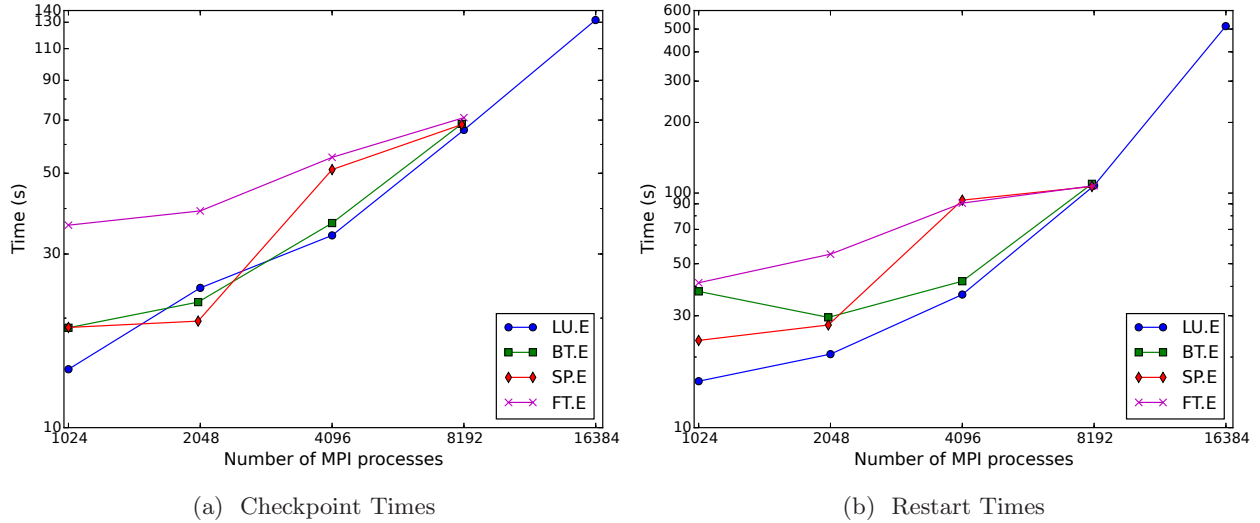 140
130
110
90
70
50
30
10
Time (s)
1024
2048
4096
8192
16384
Number of MPI processes
LU.E
BT.E
SP.E
FT.E
(a) Checkpoint Times
600
500
400
300
200
100
90
70
50
30
10
Time (s)
1024
2048
4096
8192
16384
Number of MPI processes
LU.E
BT.E
SP.E
FT.E
(b) Restart Times